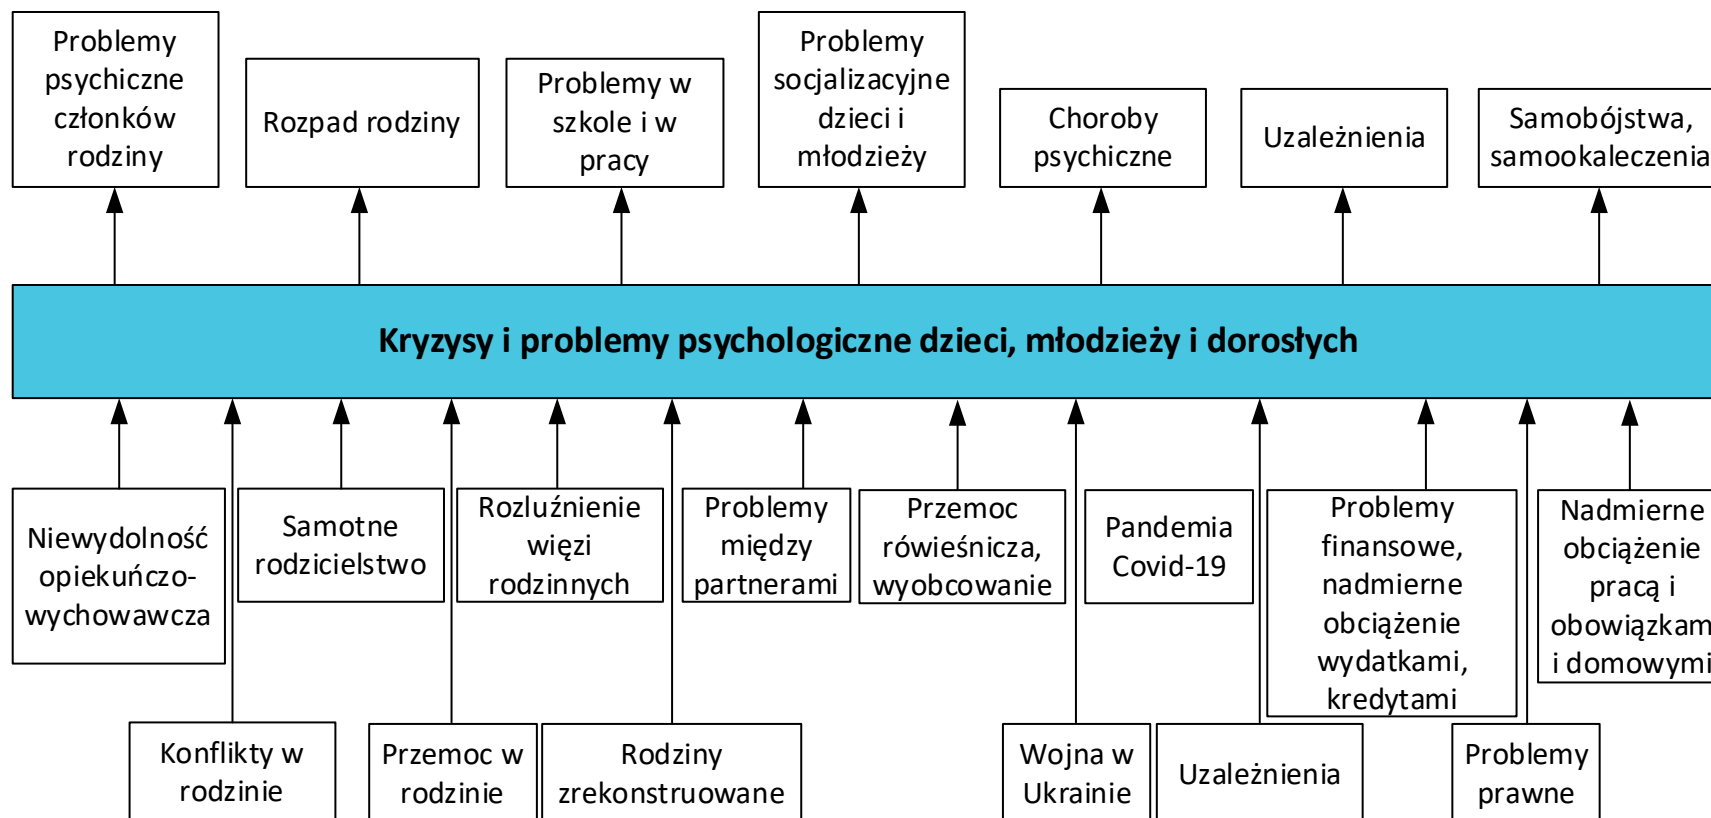 Problemy
psychiczne
członków
rodziny
Rozpad rodziny
Problemy w
szkole i w
pracy
Problemy
socjalizacyjne
dzieci i
młodzieży
Choroby
psychiczne
Uzależnienia
Samobójstwa,
samookaleczenia
Kryzysy i problemy psychologiczne dzieci, młodzieży i dorosłych
Niewydolność
opiekuńczo-
wychowawcza
Samotne
rodzicielstwo
Rozluźnienie
więzi
rodzinnych
Problemy
między
partnerami
Przemoc
rówieśnicza,
wyobcowanie
Pandemia
Covid-19
Problemy
finansowe,
nadmierne
obciążenie
wydatkami,
kredytami
Nadmierne
obciążenie
pracą i
obowiązkam
i domowymi
Konflikty w
rodzinie
Przemoc w
rodzinie
Rodziny
zrekonstruowane
Wojna w
Ukrainie
Uzależnienia
Problemy
prawne